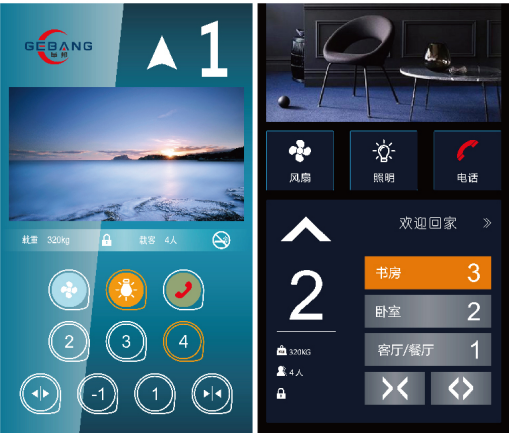 GEBANG
1
载重 320kg
载客 4人
2
3
4
-1
1
风扇
照明
电话
欢迎回家
2
书房 3
卧室 2
客厅/餐厅 1
320KG
4人